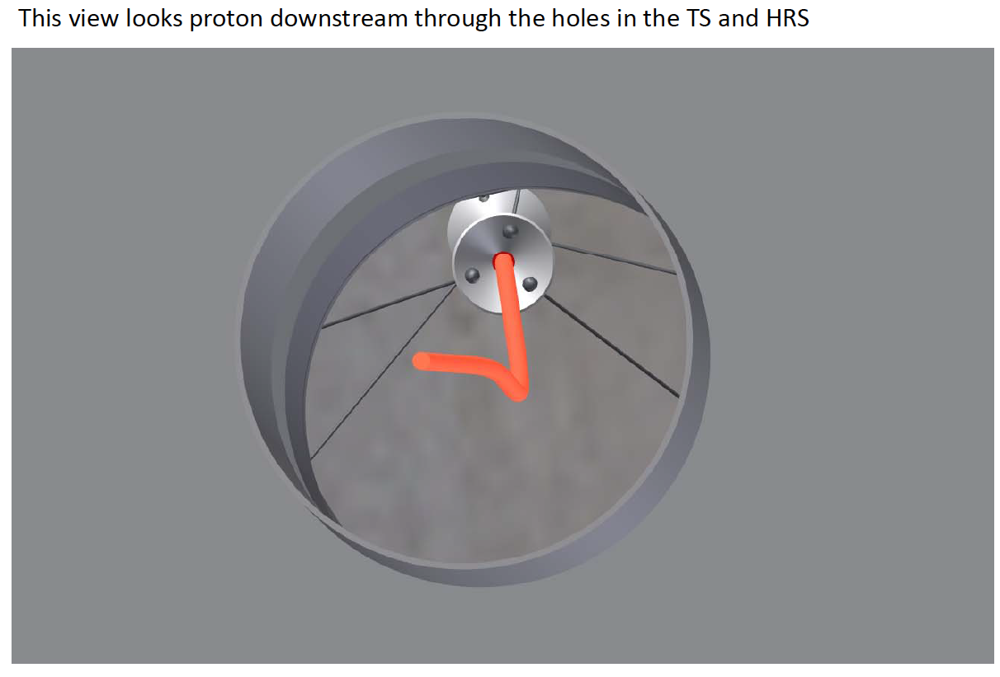 This view looks proton downstream through the holes in the TS and HRS